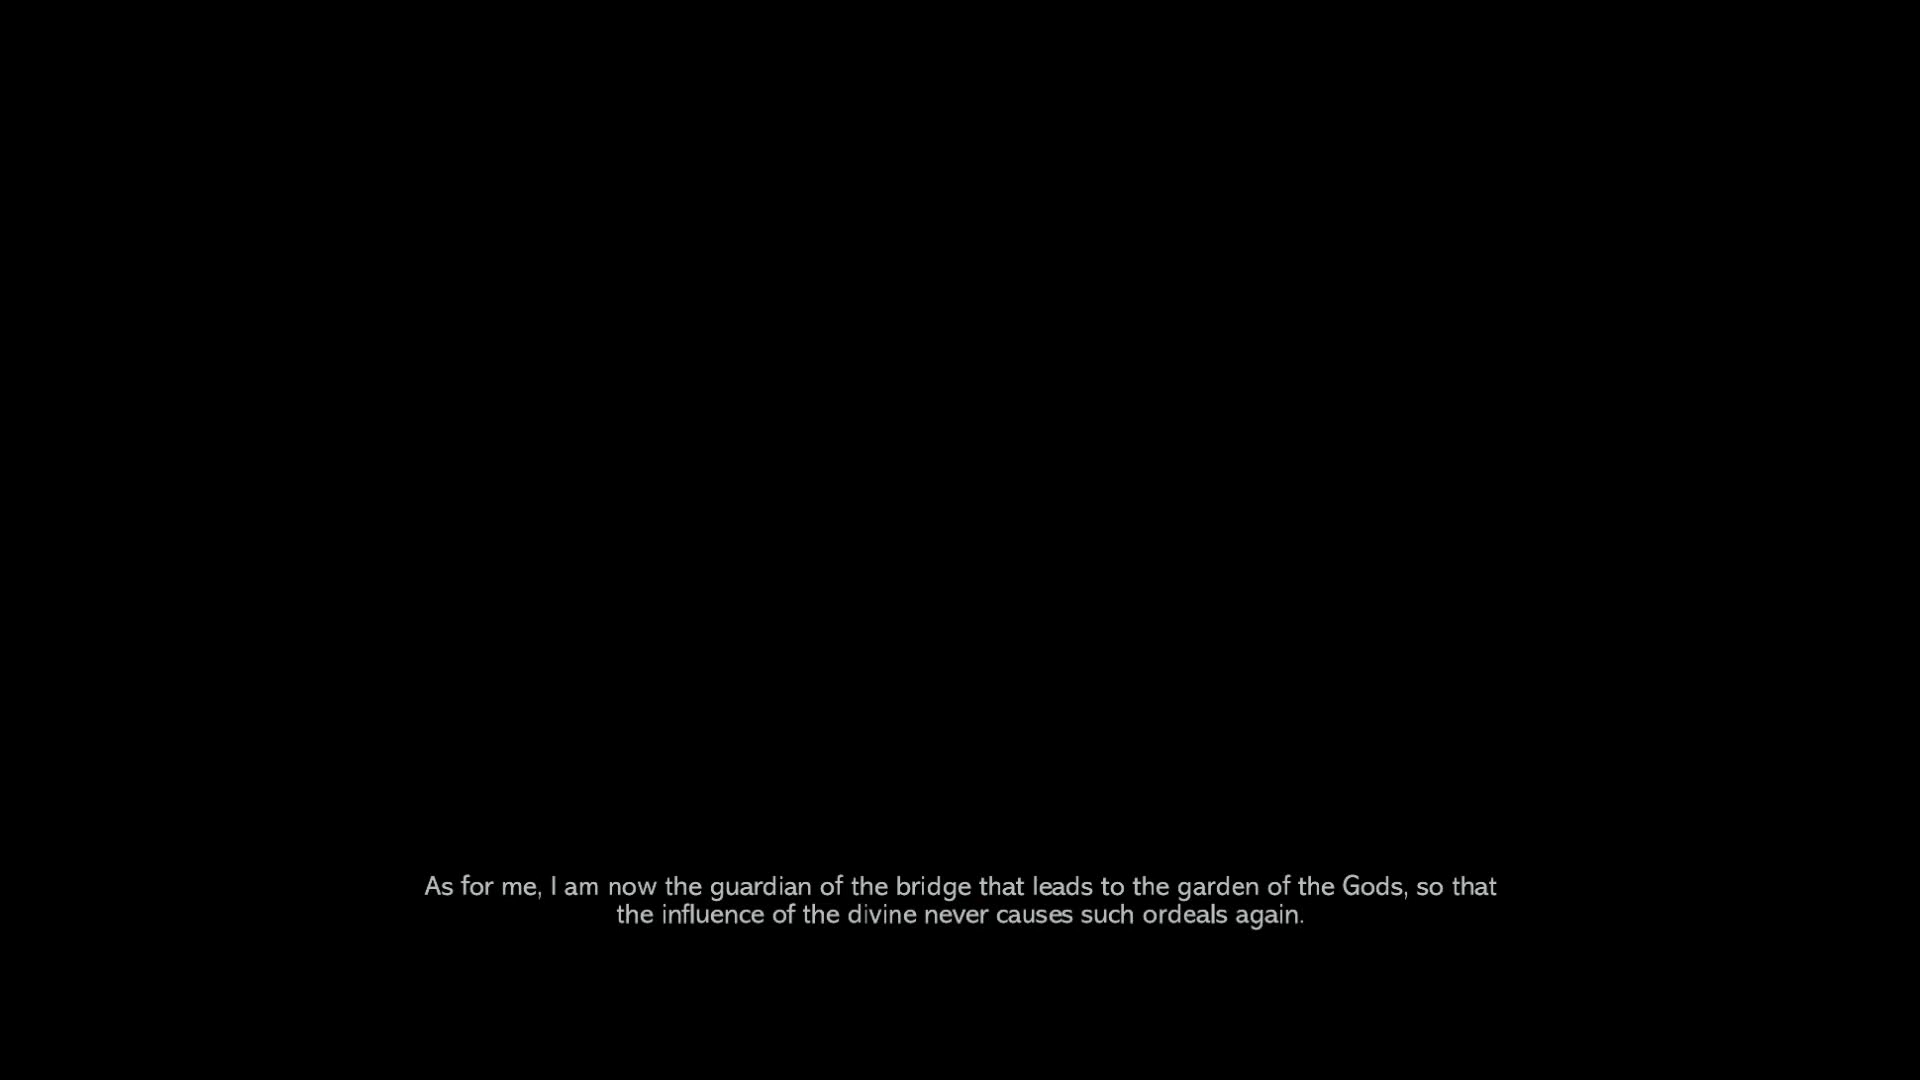 As for me, I am now the guardian of the bridge that leads to the garden of the Gods, so that
the influence of the divine never causes such ordeals again.